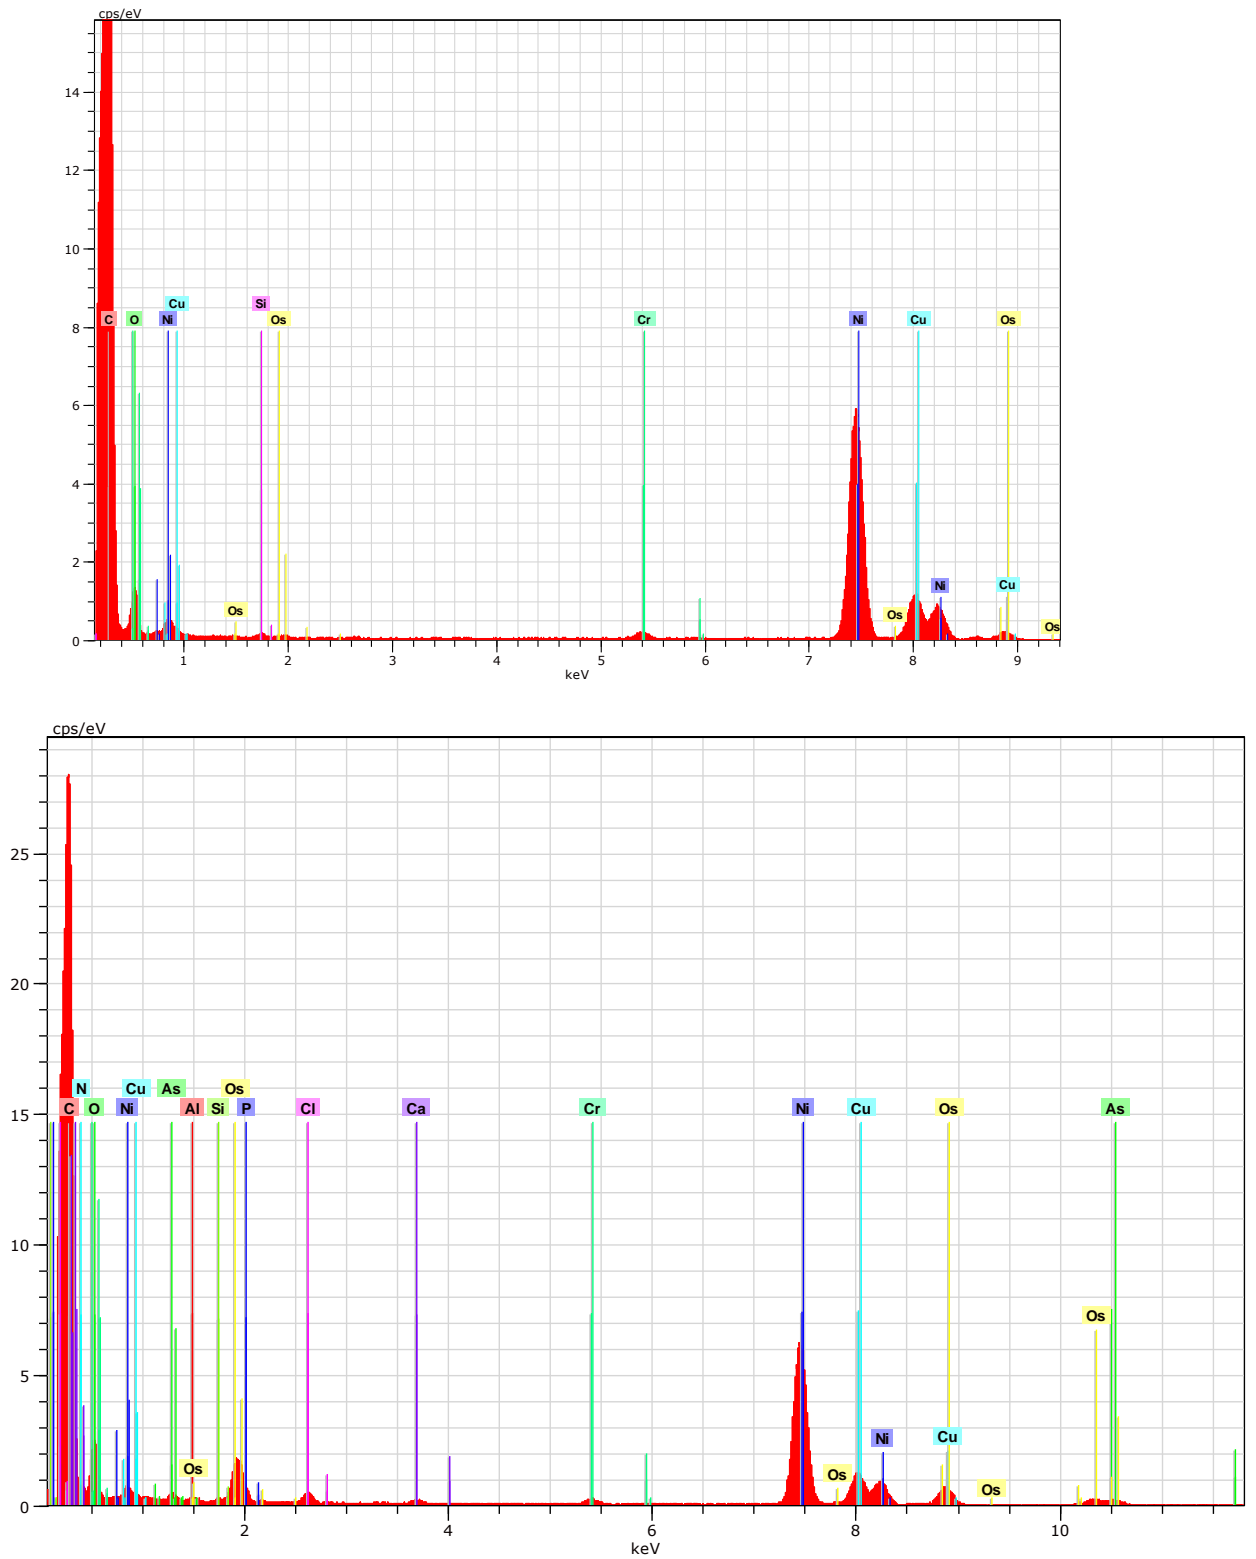 cps/eV
14
12
10
8
6
4
2
0
Cu Si
C O Ni Os Cr Ni Cu Os
Ni Cu
Os Os Os
1 2 3 4 5 6 7 8 9
keV
cps/eV
25
20
15
10
5
0
N Cu As Os
C O Ni Al Si P Cl Ca Cr Ni Cu Os As
Os
Ni Cu
Os Os Os
2 4 6 8 10
keV